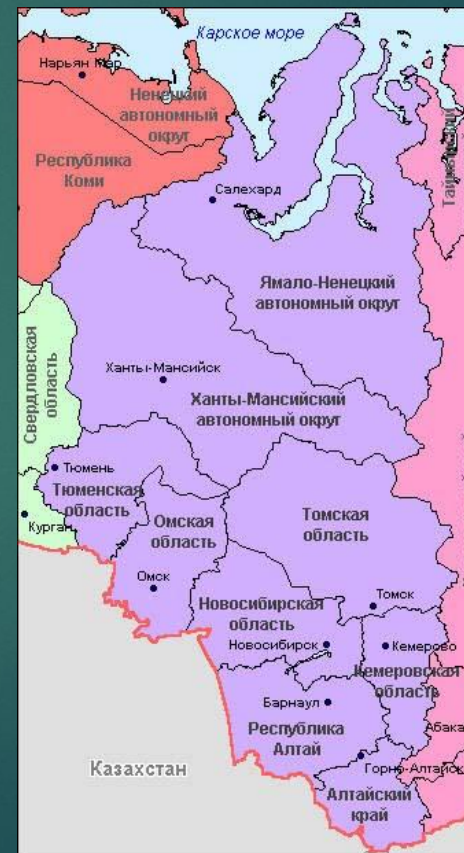 Карское море
Нарьян Мар
Ненецкий
автономный
округ
Республика
Коми
Салехард
Ямало-Ненецкий
автономный округ
Свердловская
область
Ханты-Мансийск
Ханты-Мансийский
автономный округ
Тюмень
Тюменская
область
Курган
Омская
область
Омск
Томская
область
Томск
Новосибирская
область
Новосибирск
Кемерово
Кемеровская
область
Барнаул
Республика
Алтай
Абака
Горно-Алтайск
Алтайский
край
Казахстан